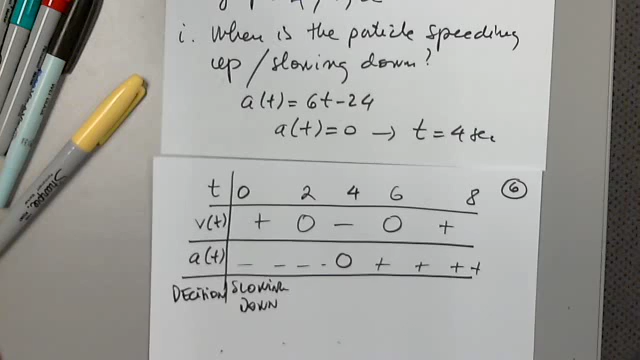 i. When is the particle speeding
up / slowing down?
a(t) = 6t - 24
a(t) = 0 → t = 4 sec
6
t 0 2 4 6 8
v(t) + 0 - 0 +
a(t) - - - - 0 + + + +
DECISION SLOWING
DOWN
Sharpie